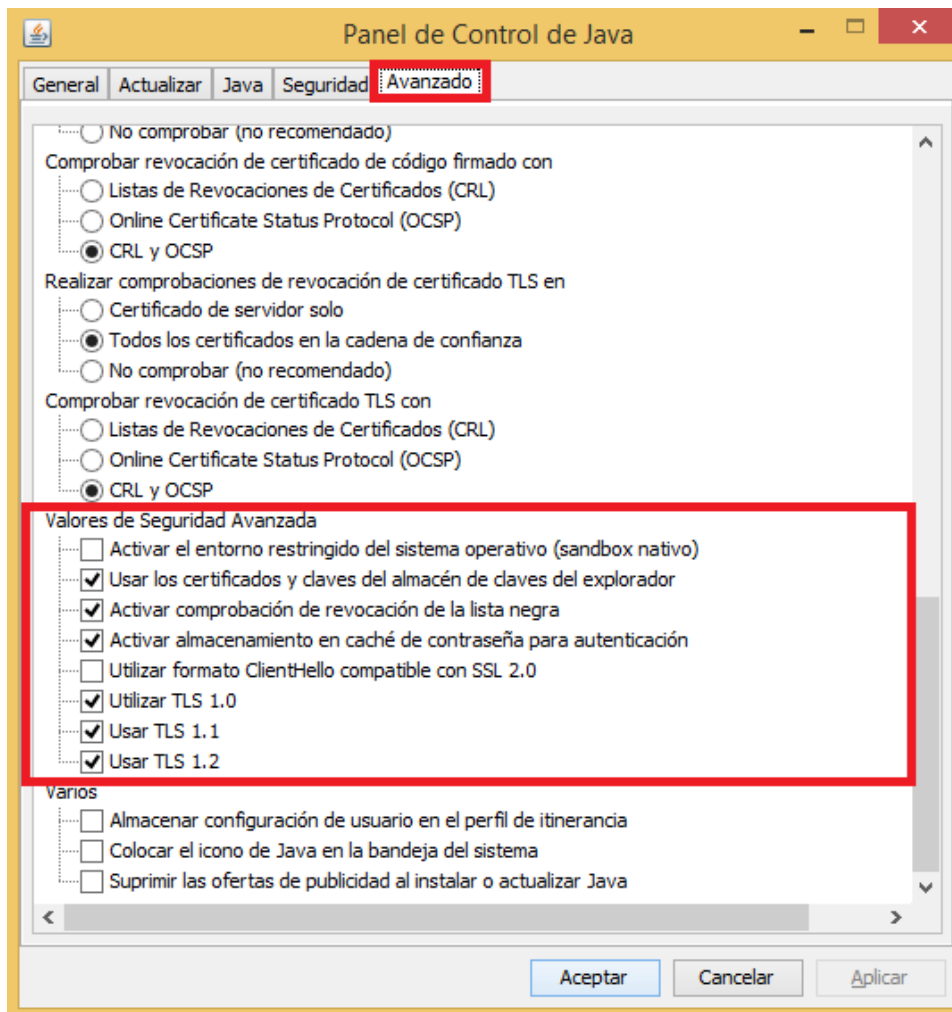 Panel de Control de Java
General Actualizar Java Seguridad Avanzado
No comprobar (no recomendado)
Comprobar revocación de certificado de código firmado con
Listas de Revocaciones de Certificados (CRL)
Online Certificate Status Protocol (OCSP)
CRL y OCSP
Realizar comprobaciones de revocación de certificado TLS en
Certificado de servidor solo
Todos los certificados en la cadena de confianza
No comprobar (no recomendado)
Comprobar revocación de certificado TLS con
Listas de Revocaciones de Certificados (CRL)
Online Certificate Status Protocol (OCSP)
CRL y OCSP
Valores de Seguridad Avanzada
Activar el entorno restringido del sistema operativo (sandbox nativo)
Usar los certificados y claves del almacén de claves del explorador
Activar comprobación de revocación de la lista negra
Activar almacenamiento en caché de contraseña para autenticación
Utilizar formato ClientHello compatible con SSL 2.0
Utilizar TLS 1.0
Usar TLS 1.1
Usar TLS 1.2
Varios
Almacenar configuración de usuario en el perfil de itinerancia
Colocar el icono de Java en la bandeja del sistema
Suprimir las ofertas de publicidad al instalar o actualizar Java
Aceptar Cancelar Aplicar